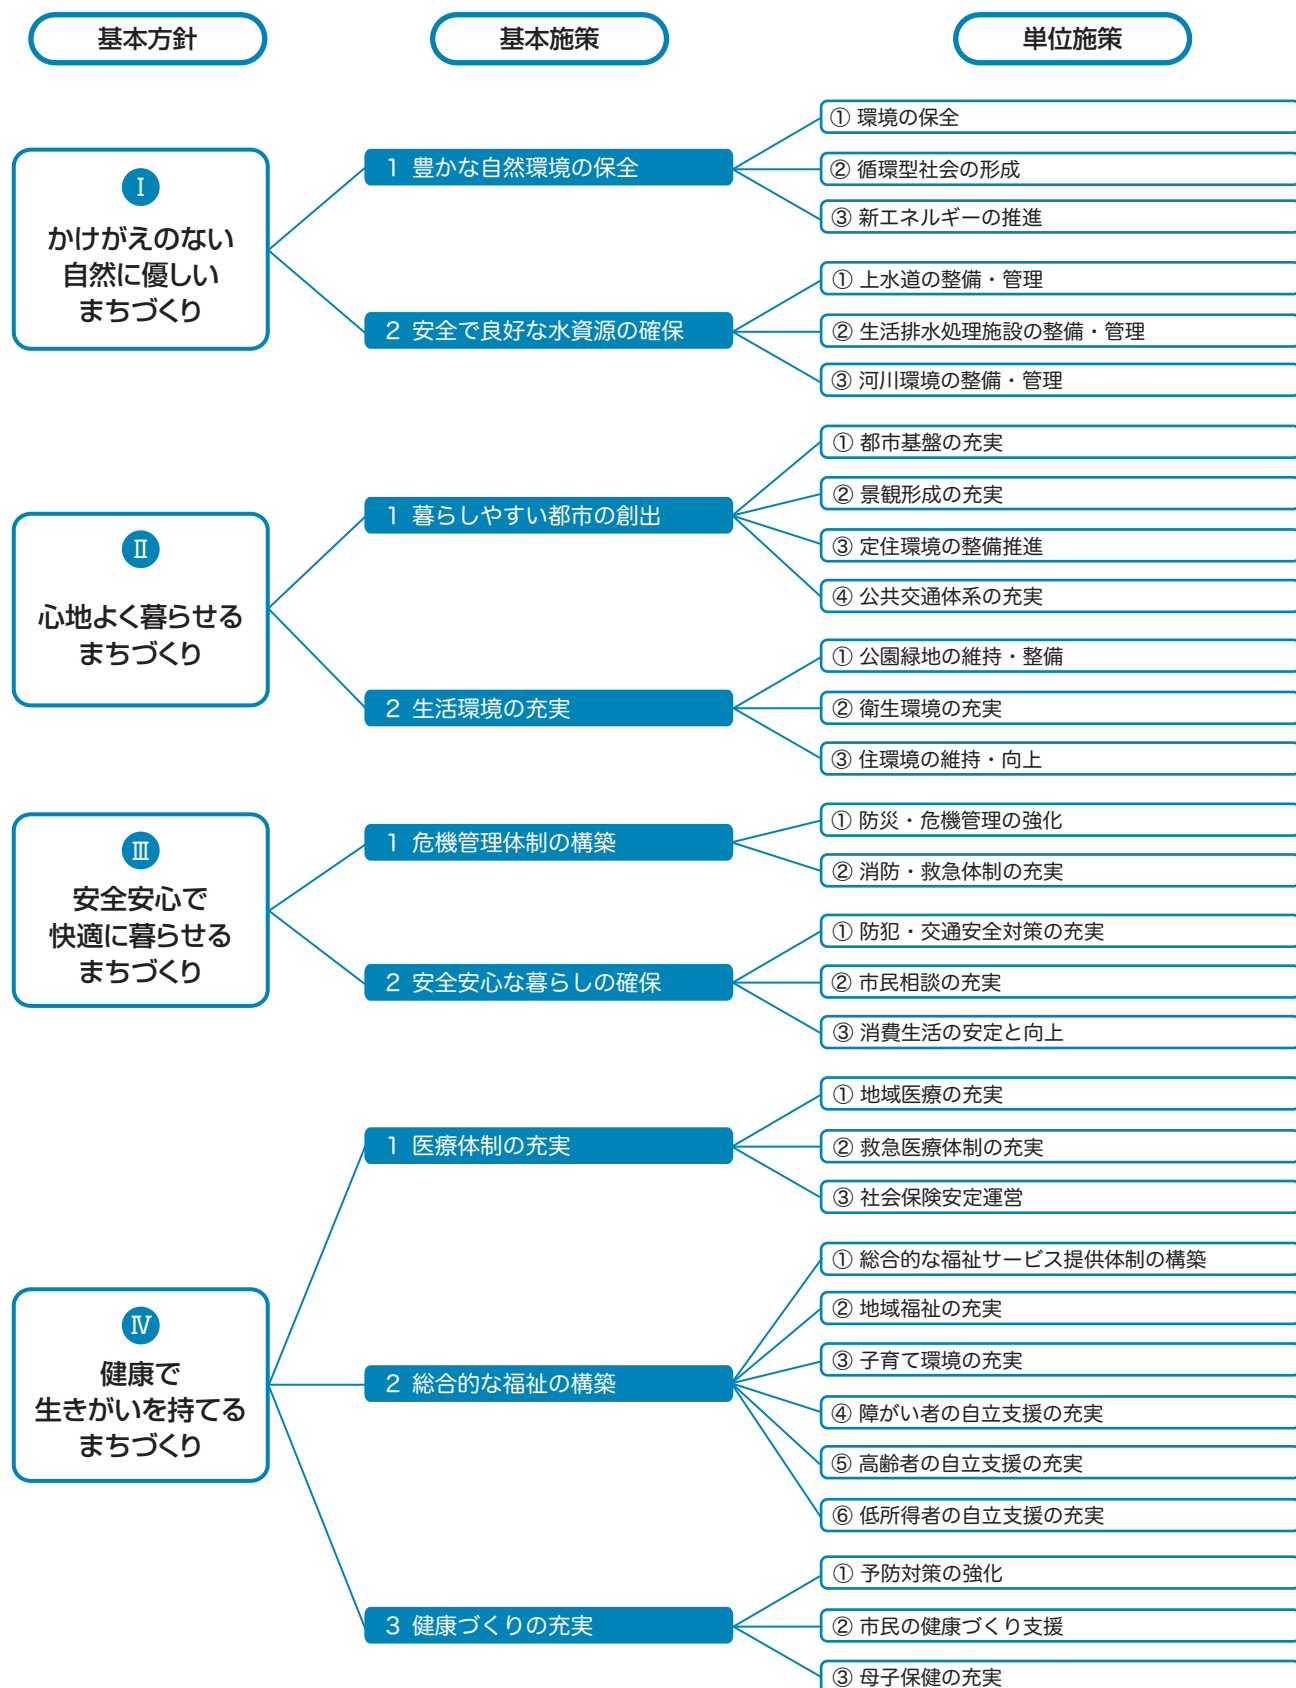 基本方針
基本施策
単位施策
Ⅰ
かけがえのない
自然に優しい
まちづくり
1 豊かな自然環境の保全
① 環境の保全
② 循環型社会の形成
③ 新エネルギーの推進
2 安全で良好な水資源の確保
① 上水道の整備・管理
② 生活排水処理施設の整備・管理
③ 河川環境の整備・管理
Ⅱ
心地よく暮らせる
まちづくり
1 暮らしやすい都市の創出
① 都市基盤の充実
② 景観形成の充実
③ 定住環境の整備推進
④ 公共交通体系の充実
2 生活環境の充実
① 公園緑地の維持・整備
② 衛生環境の充実
③ 住環境の維持・向上
Ⅲ
安全安心で
快適に暮らせる
まちづくり
1 危機管理体制の構築
① 防災・危機管理の強化
② 消防・救急体制の充実
2 安全安心な暮らしの確保
① 防犯・交通安全対策の充実
② 市民相談の充実
③ 消費生活の安定と向上
Ⅳ
健康で
生きがいを持てる
まちづくり
1 医療体制の充実
① 地域医療の充実
② 救急医療体制の充実
③ 社会保険安定運営
2 総合的な福祉の構築
① 総合的な福祉サービス提供体制の構築
② 地域福祉の充実
③ 子育て環境の充実
④ 障がい者の自立支援の充実
⑤ 高齢者の自立支援の充実
⑥ 低所得者の自立支援の充実
3 健康づくりの充実
① 予防対策の強化
② 市民の健康づくり支援
③ 母子保健の充実